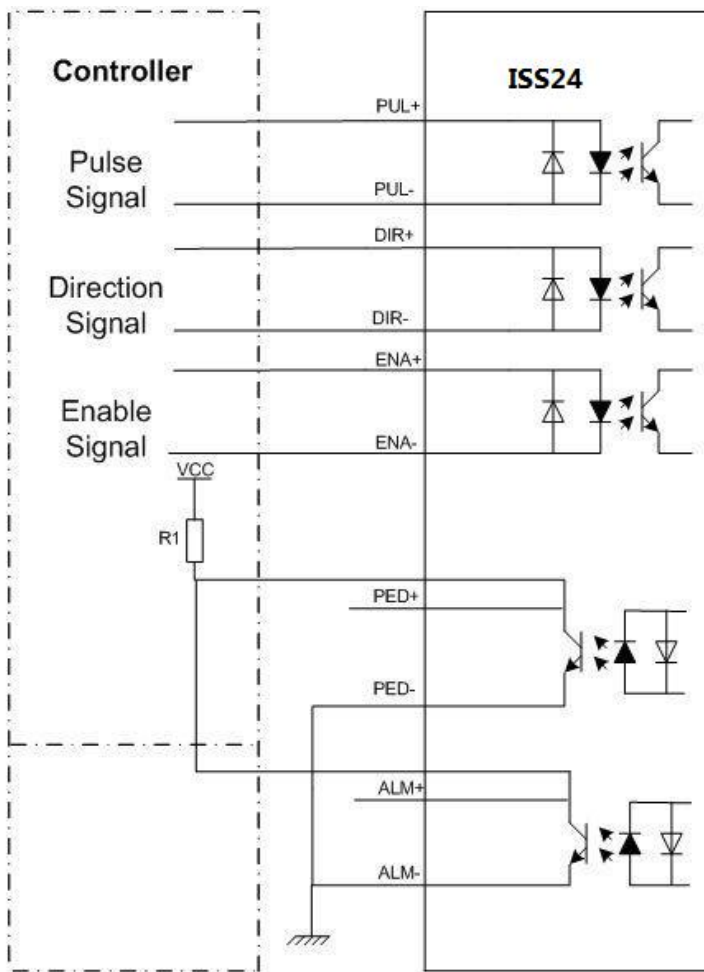 Controller
ISS24
PUL+
Pulse
Signal
PUL-
DIR+
Direction
Signal
DIR-
ENA+
Enable
Signal
ENA-
VCC
R1
PED+
PED-
ALM+
ALM-